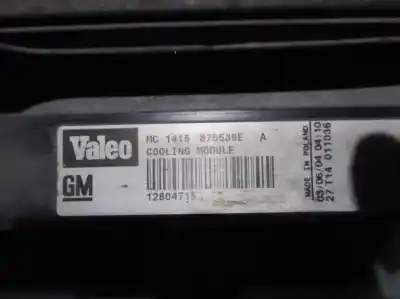 Valeo
GM
MC 1415 875539E A
COOLING MODULE
12804715
MADE IN POLAND
03/06/04 04:10
27 T14 011036